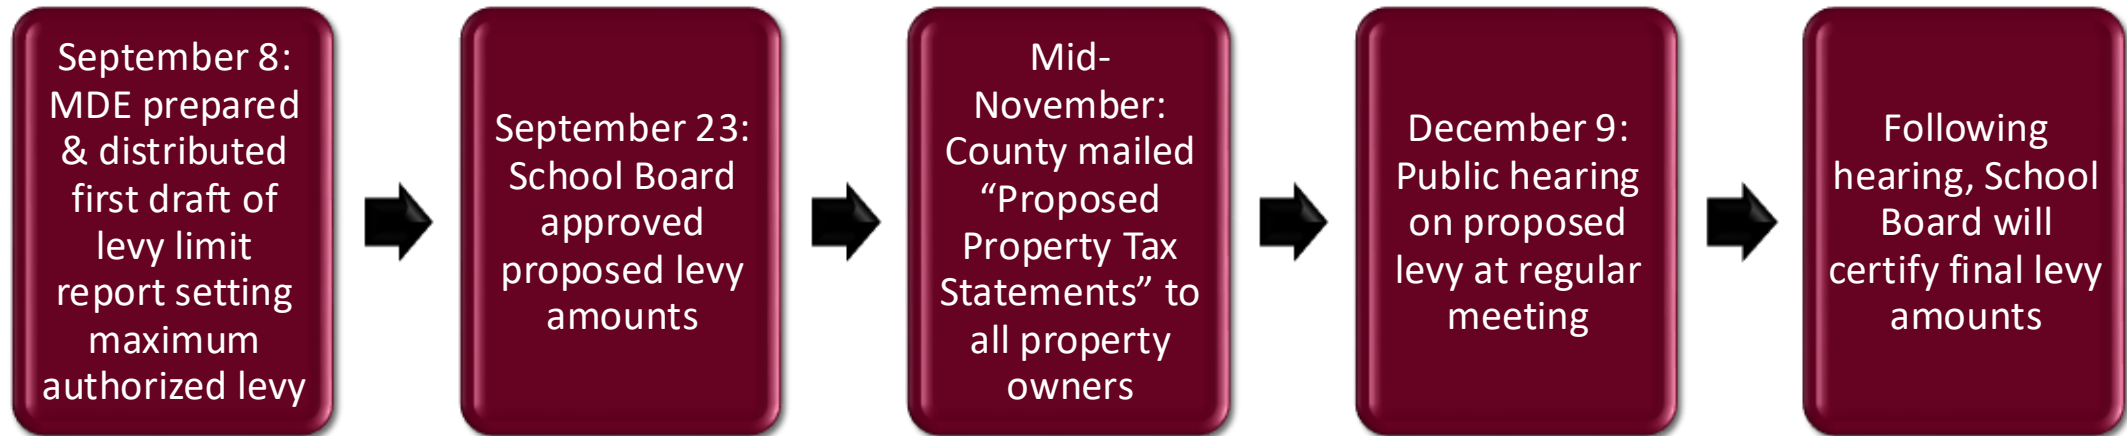 September 8:
MDE prepared
& distributed
first draft of
levy limit
report setting
maximum
authorized levy
September 23:
School Board
approved
proposed levy
amounts
Mid-
November:
County mailed
“Proposed
Property Tax
Statements” to
all property
owners
December 9:
Public hearing
on proposed
levy at regular
meeting
Following
hearing, School
Board will
certify final levy
amounts